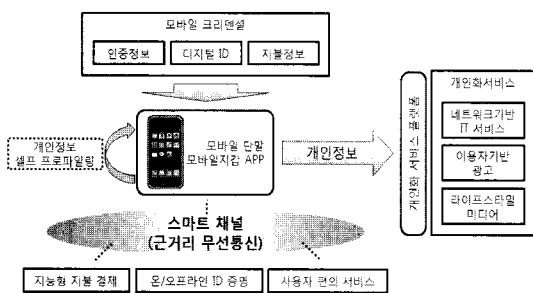 모바일 크리덴셜
인증정보
디지털 ID
지불정보
개인정보
셀프 프로파일링
모바일 단말
모바일지갑 APP
개인정보
개인화 서비스 플랫폼
개인화서비스
네트워크기반
IT 서비스
이용자기반
광고
라이프스타일
미디어
스마트 채널
(근거리 무선통신)
지능형 지불 결제
온/오프라인 ID 증명
사용자 편의 서비스